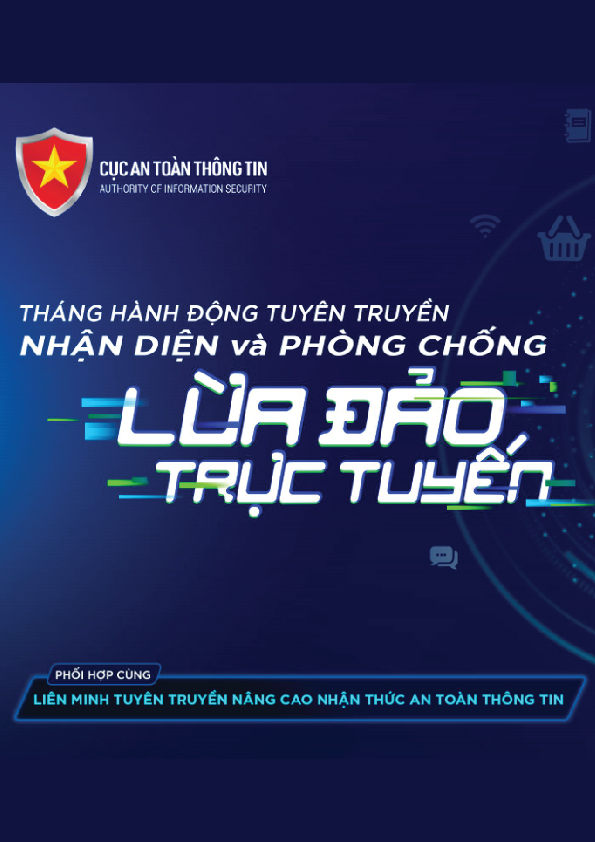 CỤC AN TOÀN THÔNG TIN
AUTHORITY OF INFORMATION SECURITY
THÁNG HÀNH ĐỘNG TUYÊN TRUYỀN
NHẬN DIỆN và PHÒNG CHỐNG
LỪA ĐẢO
TRỰC TUYẾN
PHỐI HỢP CÙNG
LIÊN MINH TUYÊN TRUYỀN NÂNG CAO NHẬN THỨC AN TOÀN THÔNG TIN